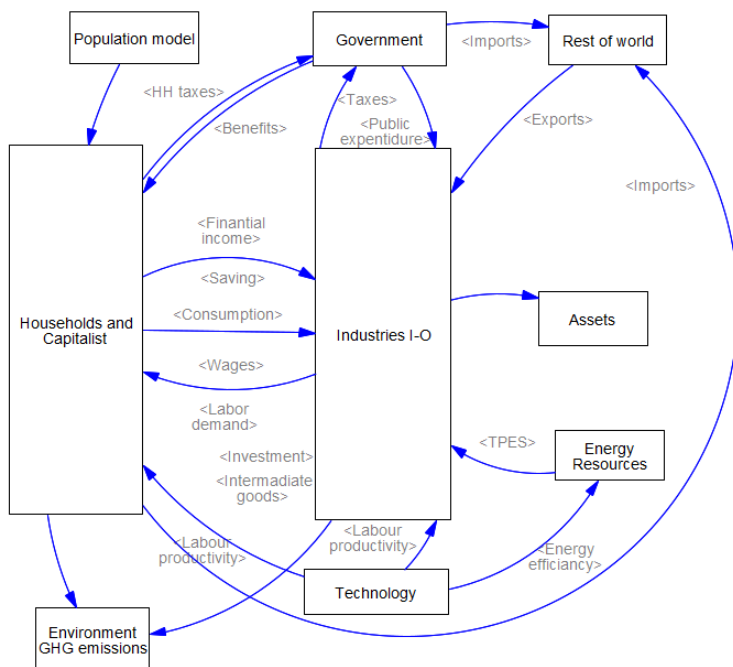 Population model
Government
<Imports>
Rest of world
<HH taxes>
<Taxes>
<Benefits>
<Public
expentidure>
<Exports>
<Imports>
<Finantial
income>
<Saving>
<Consumption>
Households and
Capitalist
Industries I-O
Assets
<Wages>
<Labor
demand>
<Investment>
<Intermadiate
goods>
<TPES>
Energy
Resources
<Labour
productivity>
<Labour
productivity>
<Energy
efficiancy>
Technology
Environment
GHG emissions